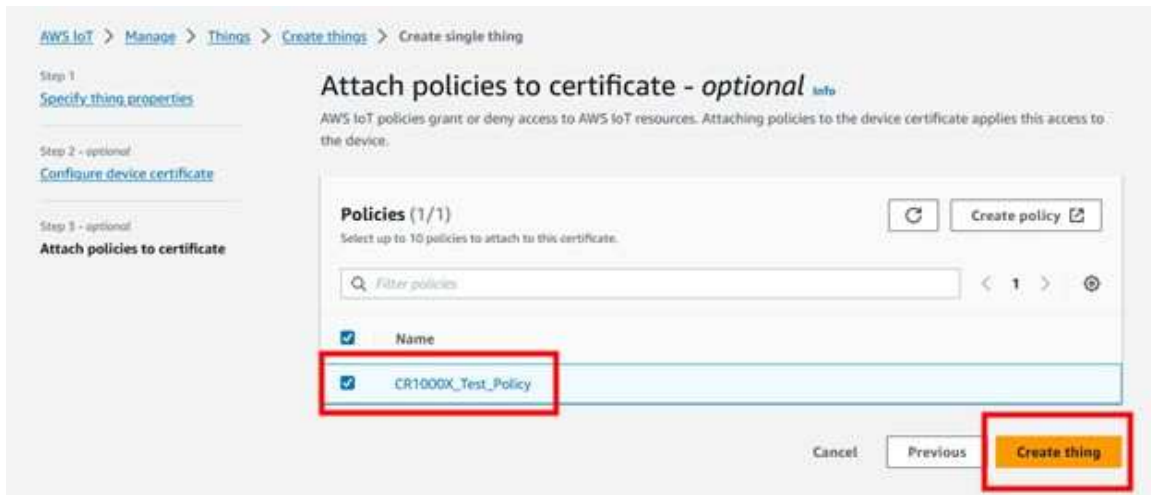 AWS IoT > Manage > Things > Create things > Create single thing
Step 1
Specify thing properties
Step 2 - optional
Configure device certificate
Step 3 - optional
Attach policies to certificate
Attach policies to certificate - optional Info
AWS IoT policies grant or deny access to AWS IoT resources. Attaching policies to the device certificate applies this access to
the device.
Policies (1/1)
Create policy
Select up to 10 policies to attach to this certificate.
Filter policies
< 1 >
Name
CR1000X_Test_Policy
Cancel
Previous
Create thing